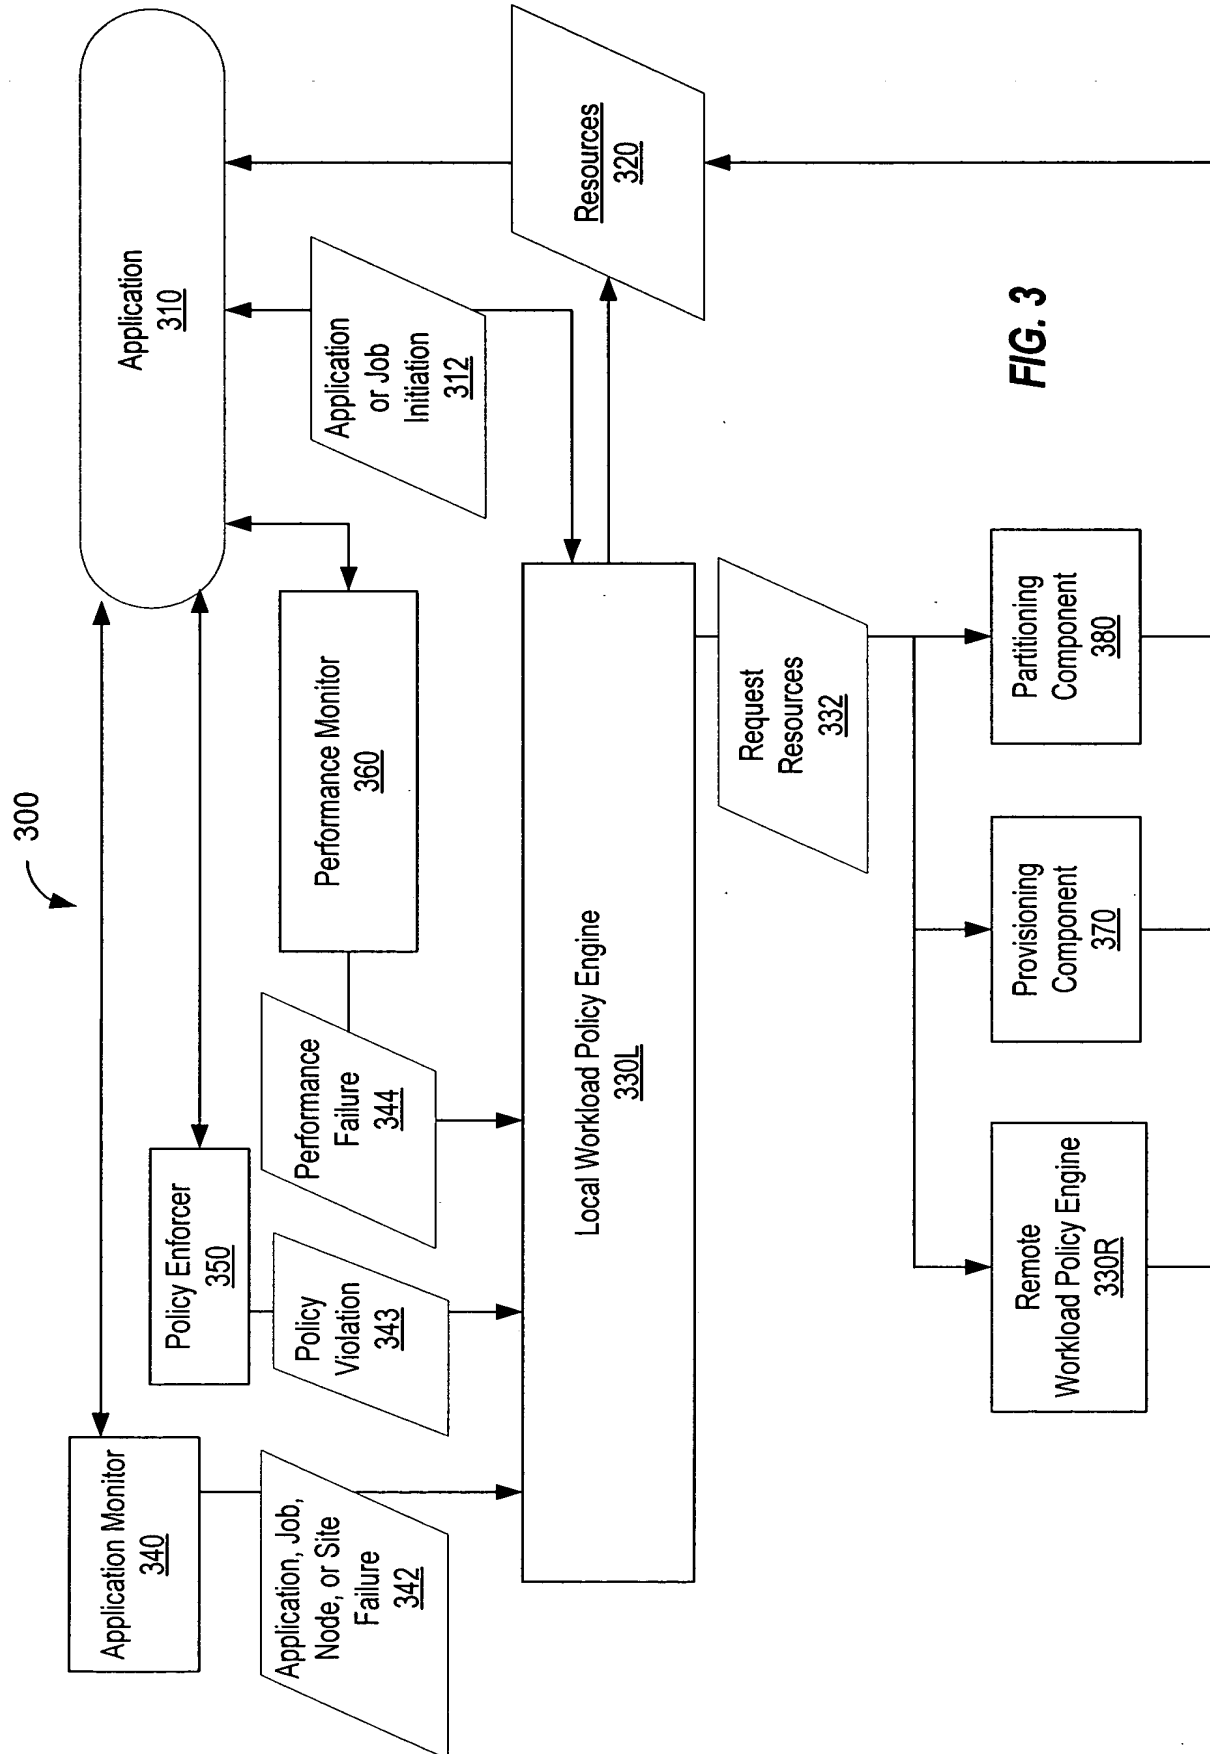 300
Application Monitor
340
Policy Enforcer
350
Application
310
Application, Job,
Node, or Site
Failure
342
Policy
Violation
343
Performance
Failure
344
Performance Monitor
360
Application
or Job
Initiation
312
Local Workload Policy Engine
330L
Resources
320
Request
Resources
332
Remote
Workload Policy Engine
330R
Provisioning
Component
370
Partitioning
Component
380
FIG. 3